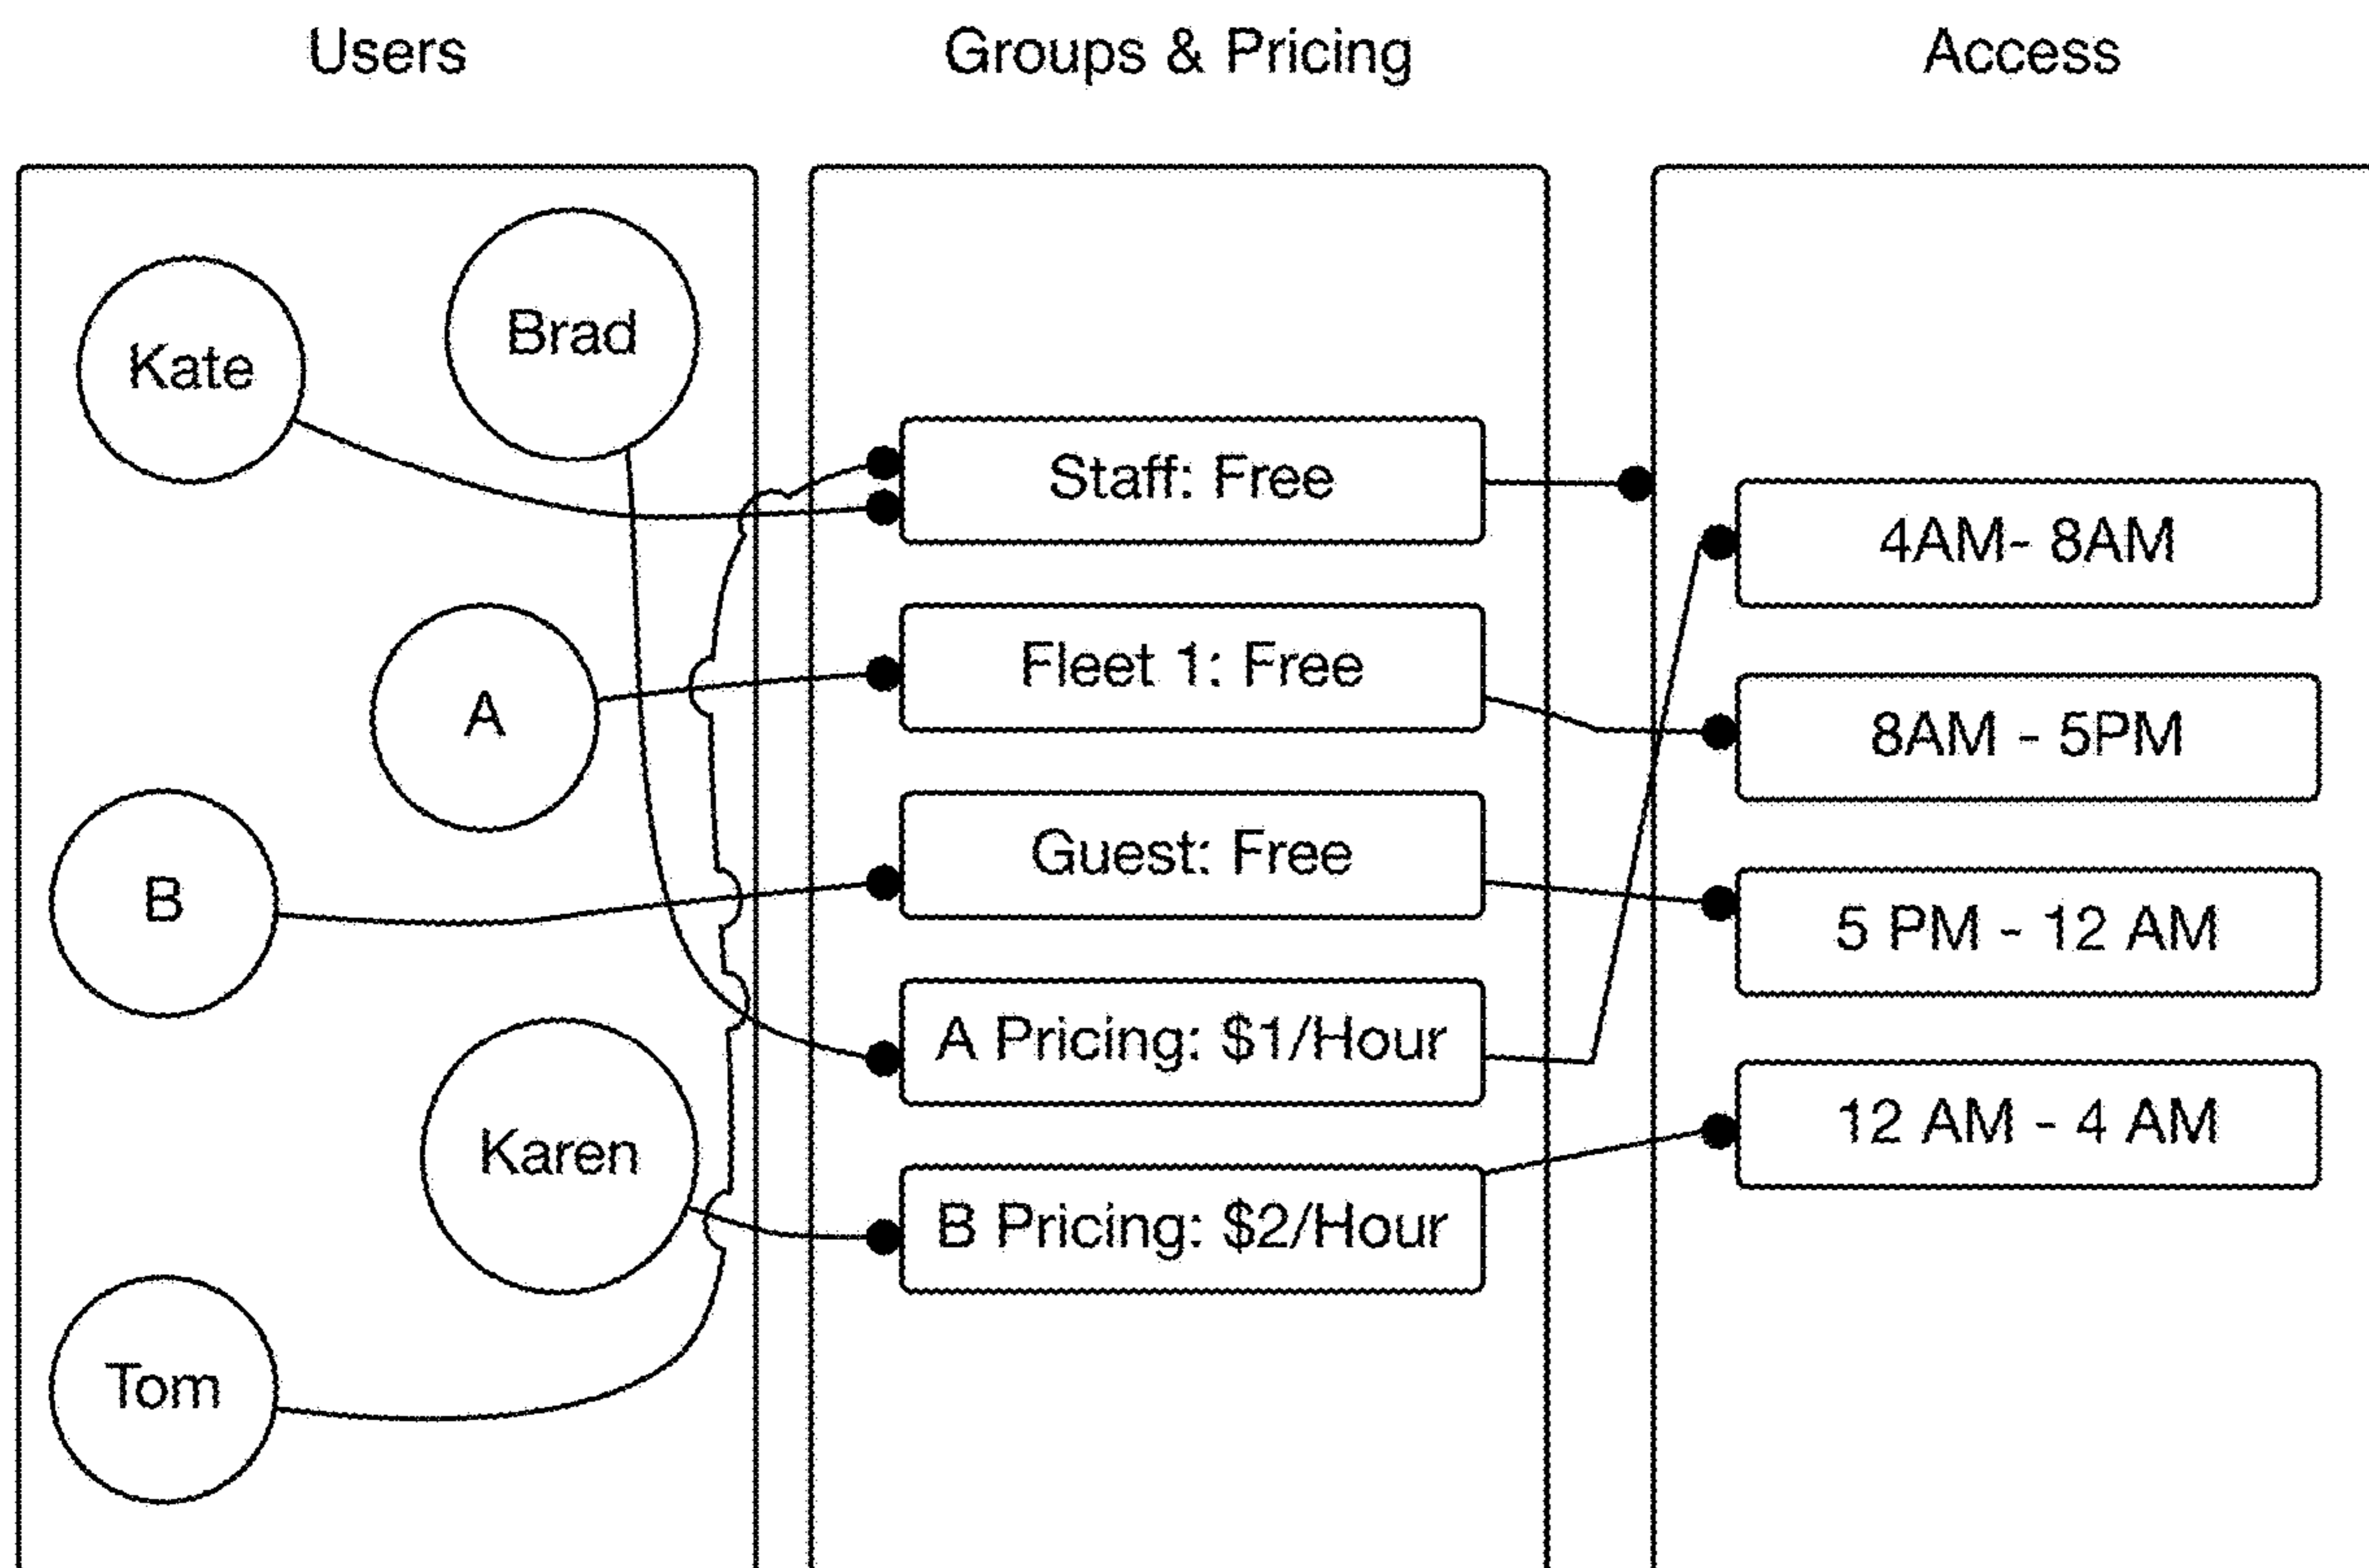 Users
Groups & Pricing
Access
Kate
Brad
A
B
Karen
Tom
Staff: Free
Fleet 1: Free
Guest: Free
A Pricing: $1/Hour
B Pricing: $2/Hour
4AM- 8AM
8AM - 5PM
5 PM - 12 AM
12 AM - 4 AM